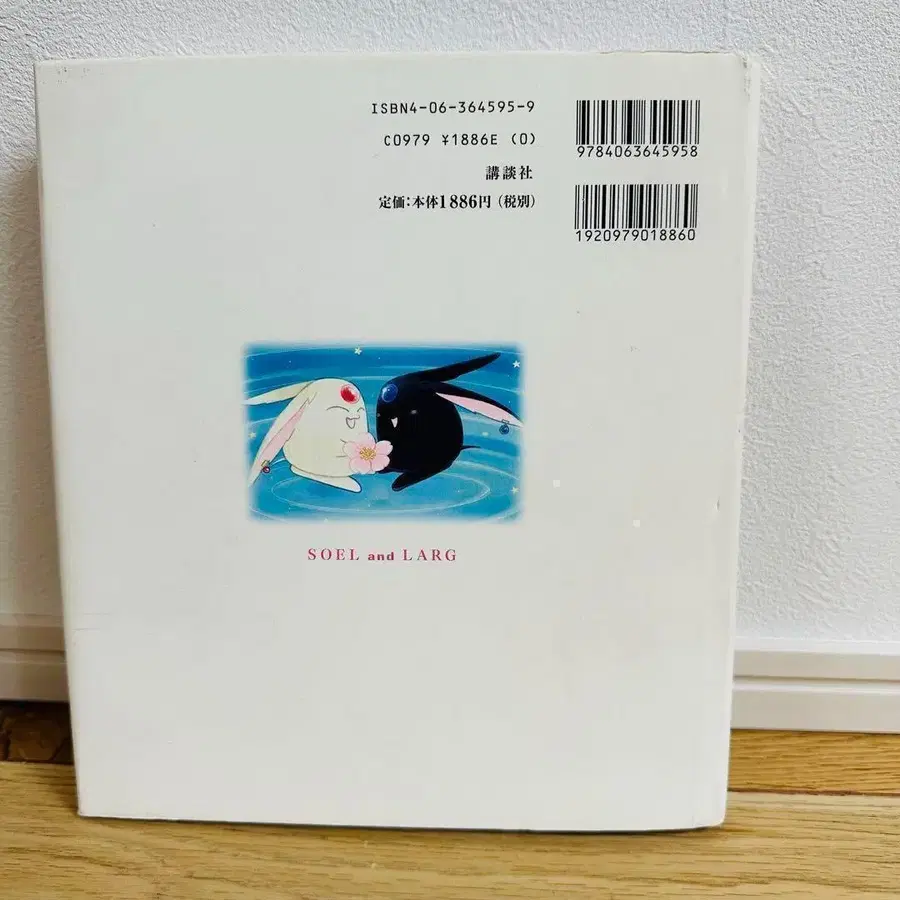 ISBN4-06-364595-9
C0979 ¥1886E (0)
講談社
定価:本体1886円(税別)
9784063645958
1920979018860
SOEL and LARG